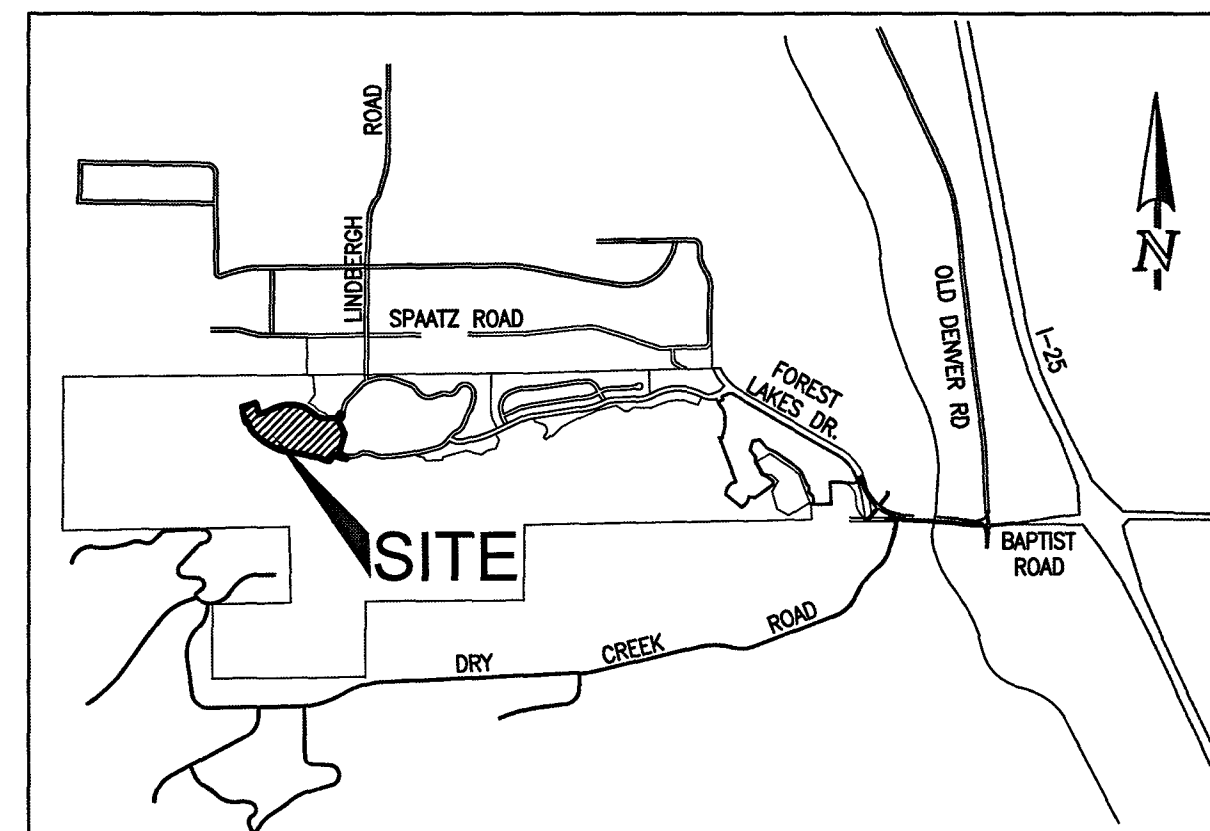 LINDBERGH ROAD
SPAATZ ROAD
FOREST
LAKES DR.
OLD DENVER RD
I-25
N
SITE
BAPTIST
ROAD
DRY CREEK ROAD